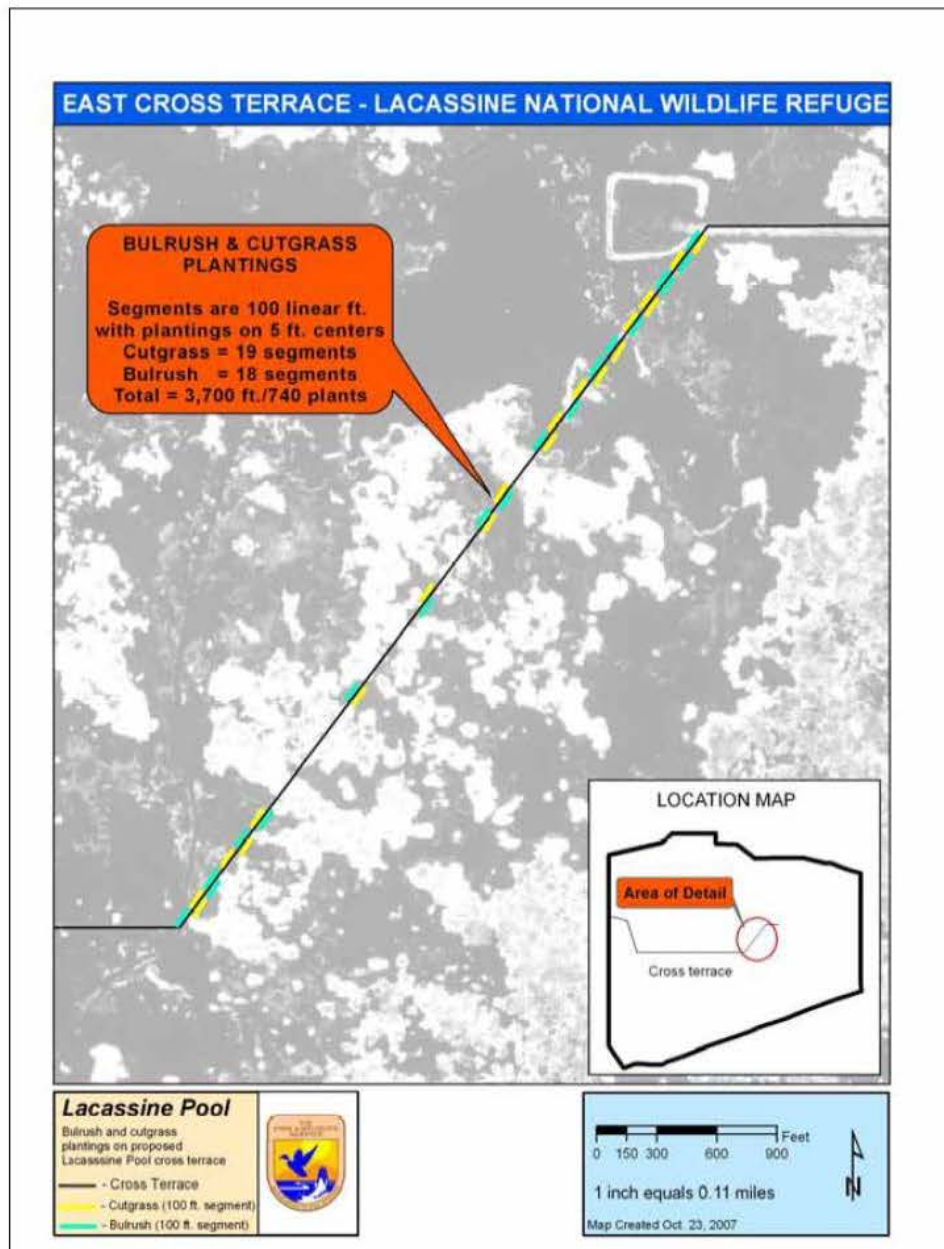 EAST CROSS TERRACE - LACASSINE NATIONAL WILDLIFE REFUGE
BULRUSH & CUTGRASS
PLANTINGS
Segments are 100 linear ft.
with plantings on 5 ft. centers
Cutgrass = 19 segments
Bulrush = 18 segments
Total = 3,700 ft./740 plants
LOCATION MAP
Area of Detail
Cross terrace
Lacassine Pool
Bulrush and cutgrass
plantings on proposed
Lacasssine Pool cross terrace
- Cross Terrace
- Cutgrass (100 ft. segment)
- Bulrush (100 ft. segment)
Feet
0 150 300 600 900
1 inch equals 0.11 miles
N
Map Created Oct. 23, 2007